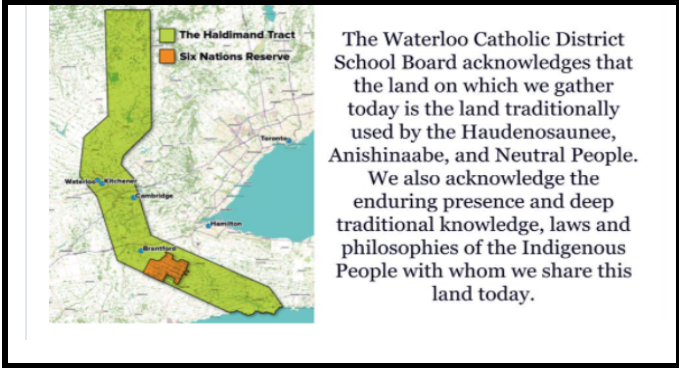 The Haldimand Tract
Six Nations Reserve
Toronto
Waterloo
Kitchener
Cambridge
Hamilton
Brantford
The Waterloo Catholic District
School Board acknowledges that
the land on which we gather
today is the land traditionally
used by the Haudenosaunee,
Anishinaabe, and Neutral People.
We also acknowledge the
enduring presence and deep
traditional knowledge, laws and
philosophies of the Indigenous
People with whom we share this
land today.